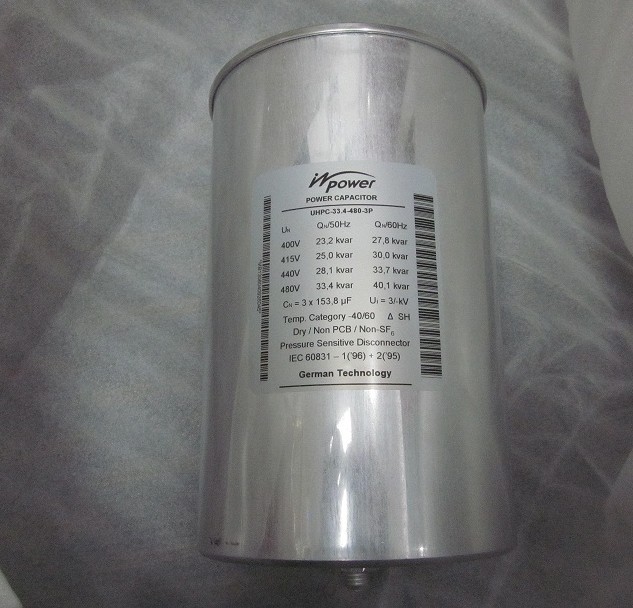 inpower
POWER CAPACITOR
UHPC-33.4-480-3P
UN QN/50Hz QN/60Hz
400V 23,2 kvar 27,8 kvar
415V 25,0 kvar 30,0 kvar
440V 28,1 kvar 33,7 kvar
480V 33,4 kvar 40,1 kvar
CN = 3 x 153,8 µF Ui = 3/-kV
Temp. Category -40/60 Δ SH
Dry / Non PCB / Non-SF6
Pressure Sensitive Disconnector
IEC 60831 – 1('96) + 2('95)
German Technology